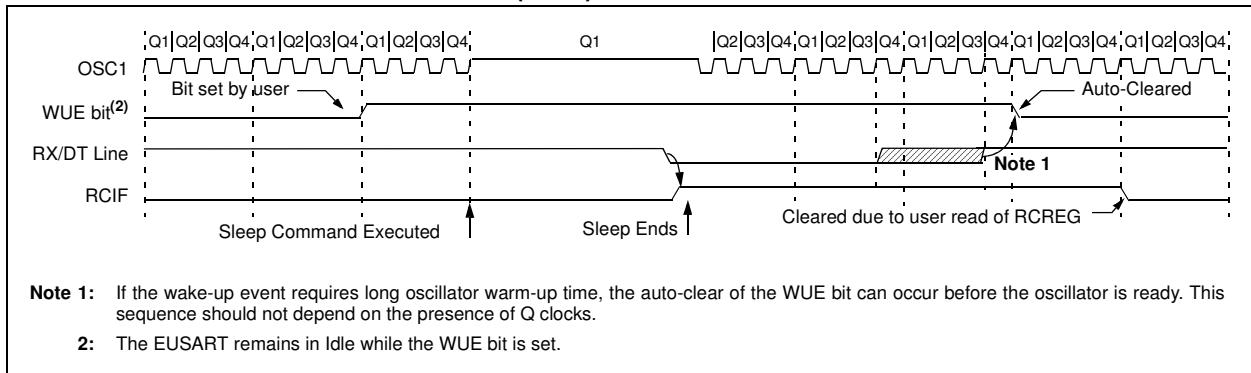 Q1 Q2 Q3 Q4 Q1 Q2 Q3 Q4 Q1 Q2 Q3 Q4 Q1 Q2 Q3 Q4 Q1 Q2 Q3 Q4 Q1 Q2 Q3 Q4 Q1 Q2 Q3 Q4 Q1 Q2 Q3 Q4
OSC1
Bit set by user
Auto-Cleared
WUE bit(2)
RX/DT Line
Note 1
RCIF
Cleared due to user read of RCREG
Sleep Command Executed
Sleep Ends
Note 1: If the wake-up event requires long oscillator warm-up time, the auto-clear of the WUE bit can occur before the oscillator is ready. This
sequence should not depend on the presence of Q clocks.
2: The EUSART remains in Idle while the WUE bit is set.